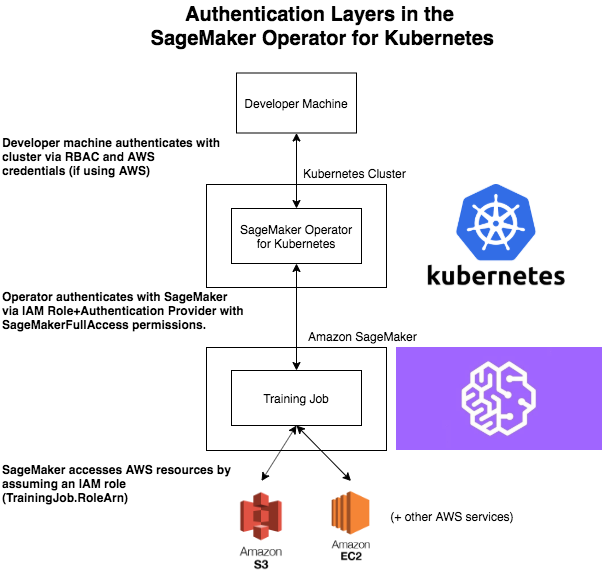 Authentication Layers in the
SageMaker Operator for Kubernetes
Developer Machine
Developer machine authenticates with
cluster via RBAC and AWS
credentials (if using AWS)
Kubernetes Cluster
SageMaker Operator
for Kubernetes
kubernetes
Operator authenticates with SageMaker
via IAM Role+Authentication Provider with
SageMakerFullAccess permissions.
Amazon SageMaker
Training Job
SageMaker accesses AWS resources by
assuming an IAM role
(TrainingJob.RoleArn)
Amazon
S3
Amazon
EC2
(+ other AWS services)